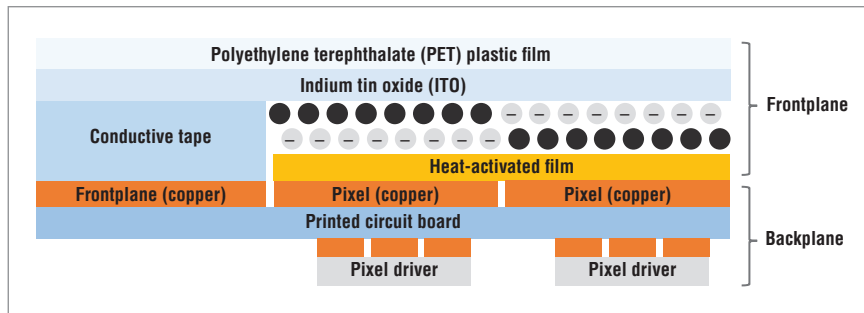 Polyethylene terephthalate (PET) plastic film
Indium tin oxide (ITO)
– – – – – – – –
Conductive tape
– – – – – – – –
Heat-activated film
Frontplane
Frontplane (copper)
Pixel (copper)
Pixel (copper)
Printed circuit board
Backplane
Pixel driver
Pixel driver